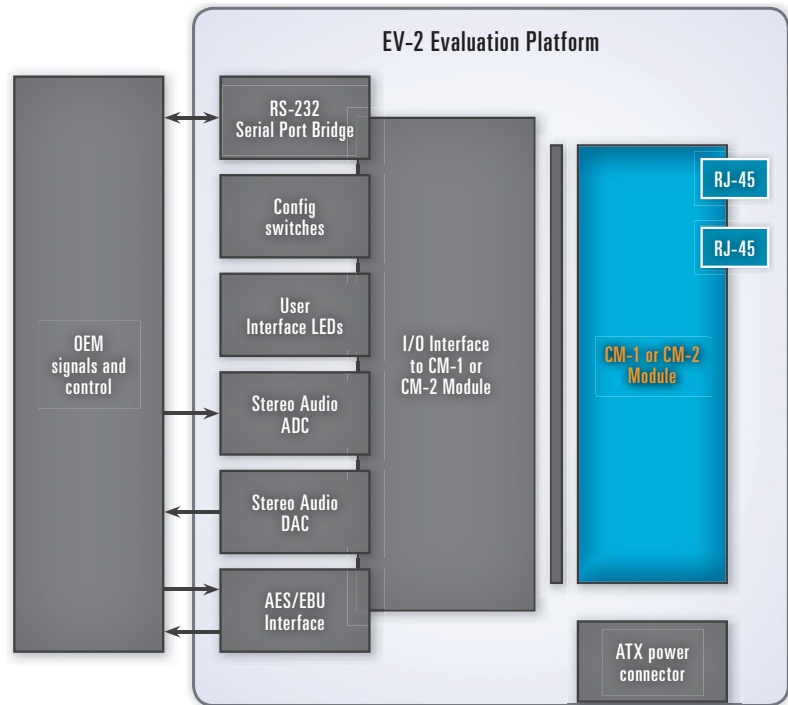 EV-2 Evaluation Platform
RS-232
Serial Port Bridge
Config
switches
User
Interface LEDs
Stereo Audio
ADC
Stereo Audio
DAC
AES/EBU
Interface
OEM
signals and
control
I/O Interface
to CM-1 or
CM-2 Module
RJ-45
RJ-45
CM-1 or CM-2
Module
ATX power
connector